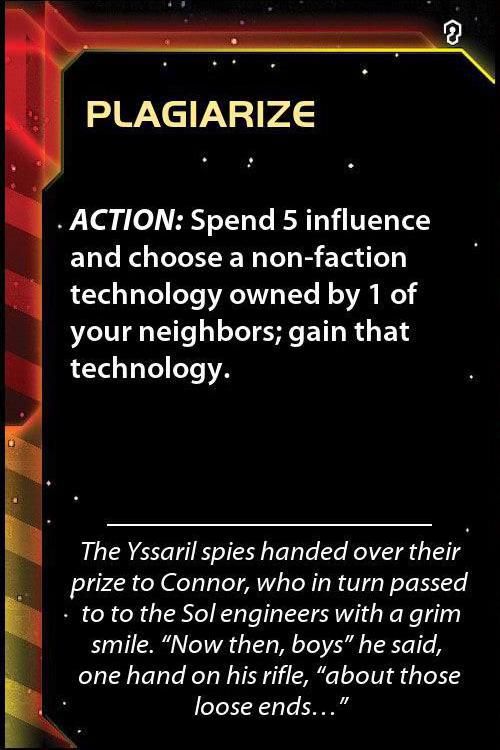 PLAGIARIZE
ACTION: Spend 5 influence
and choose a non-faction
technology owned by 1 of
your neighbors; gain that
technology.
The Yssaril spies handed over their
prize to Connor, who in turn passed
to to the Sol engineers with a grim
smile. “Now then, boys” he said,
one hand on his rifle, “about those
loose ends…”